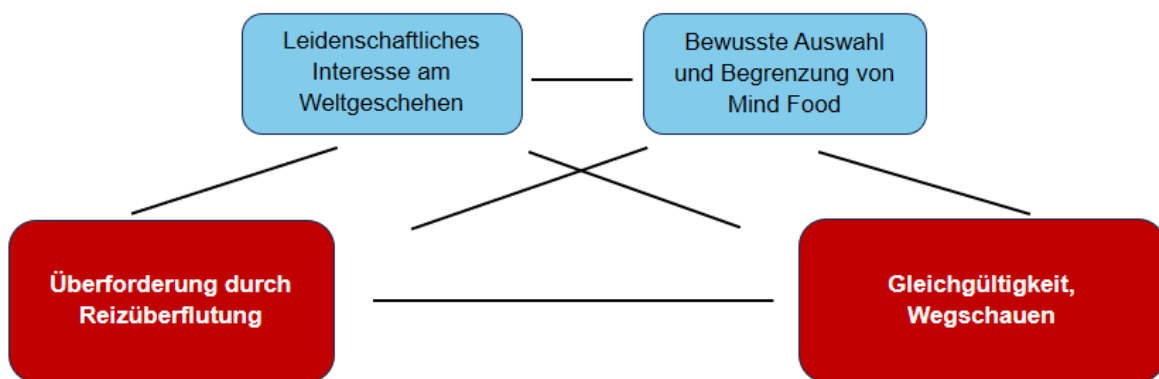 Leidenschaftliches
Interesse am
Weltgeschehen
Bewusste Auswahl
und Begrenzung von
Mind Food
Überforderung durch
Reizüberflutung
Gleichgültigkeit,
Wegschauen